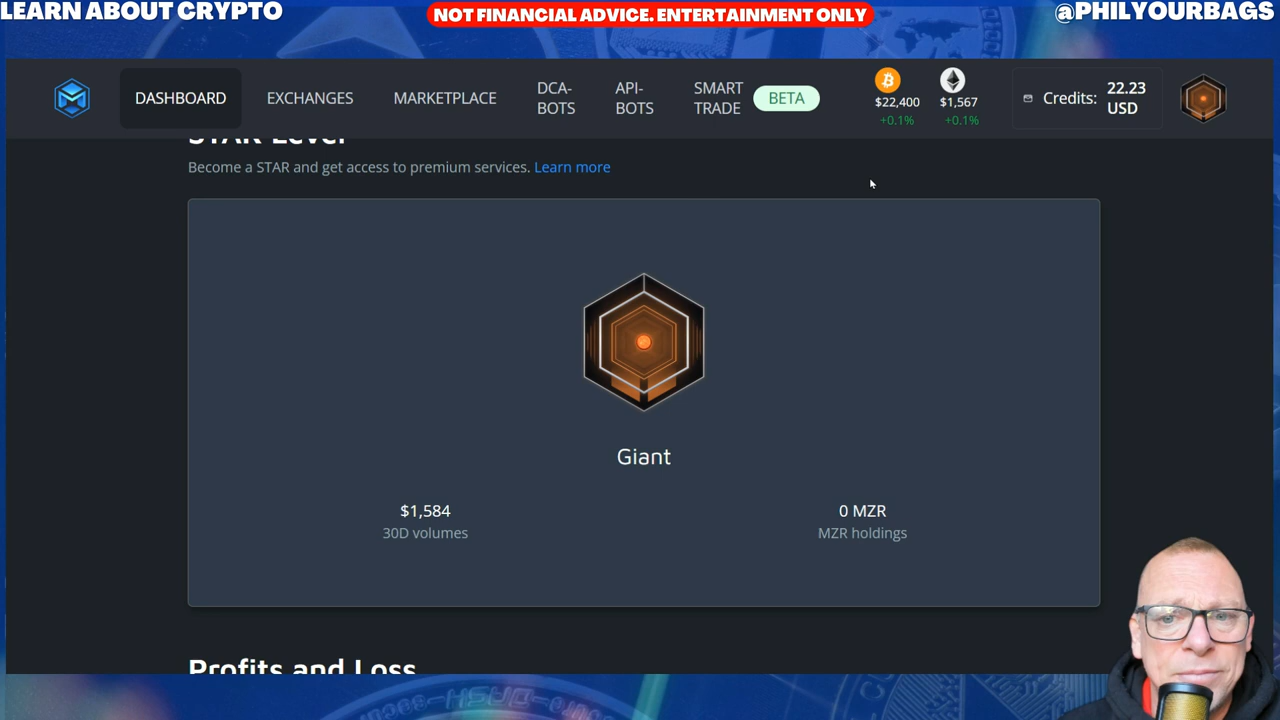 LEARN ABOUT CRYPTO
NOT FINANCIAL ADVICE. ENTERTAINMENT ONLY
@PHILYOURBAGS
DASHBOARD
EXCHANGES
MARKETPLACE
DCA-
BOTS
API-
BOTS
SMART
TRADE
BETA
$22,400
+0.1%
$1,567
+0.1%
Credits:
22.23
USD
STAR Level
Become a STAR and get access to premium services. Learn more
Giant
$1,584
30D volumes
0 MZR
MZR holdings
Profits and Loss